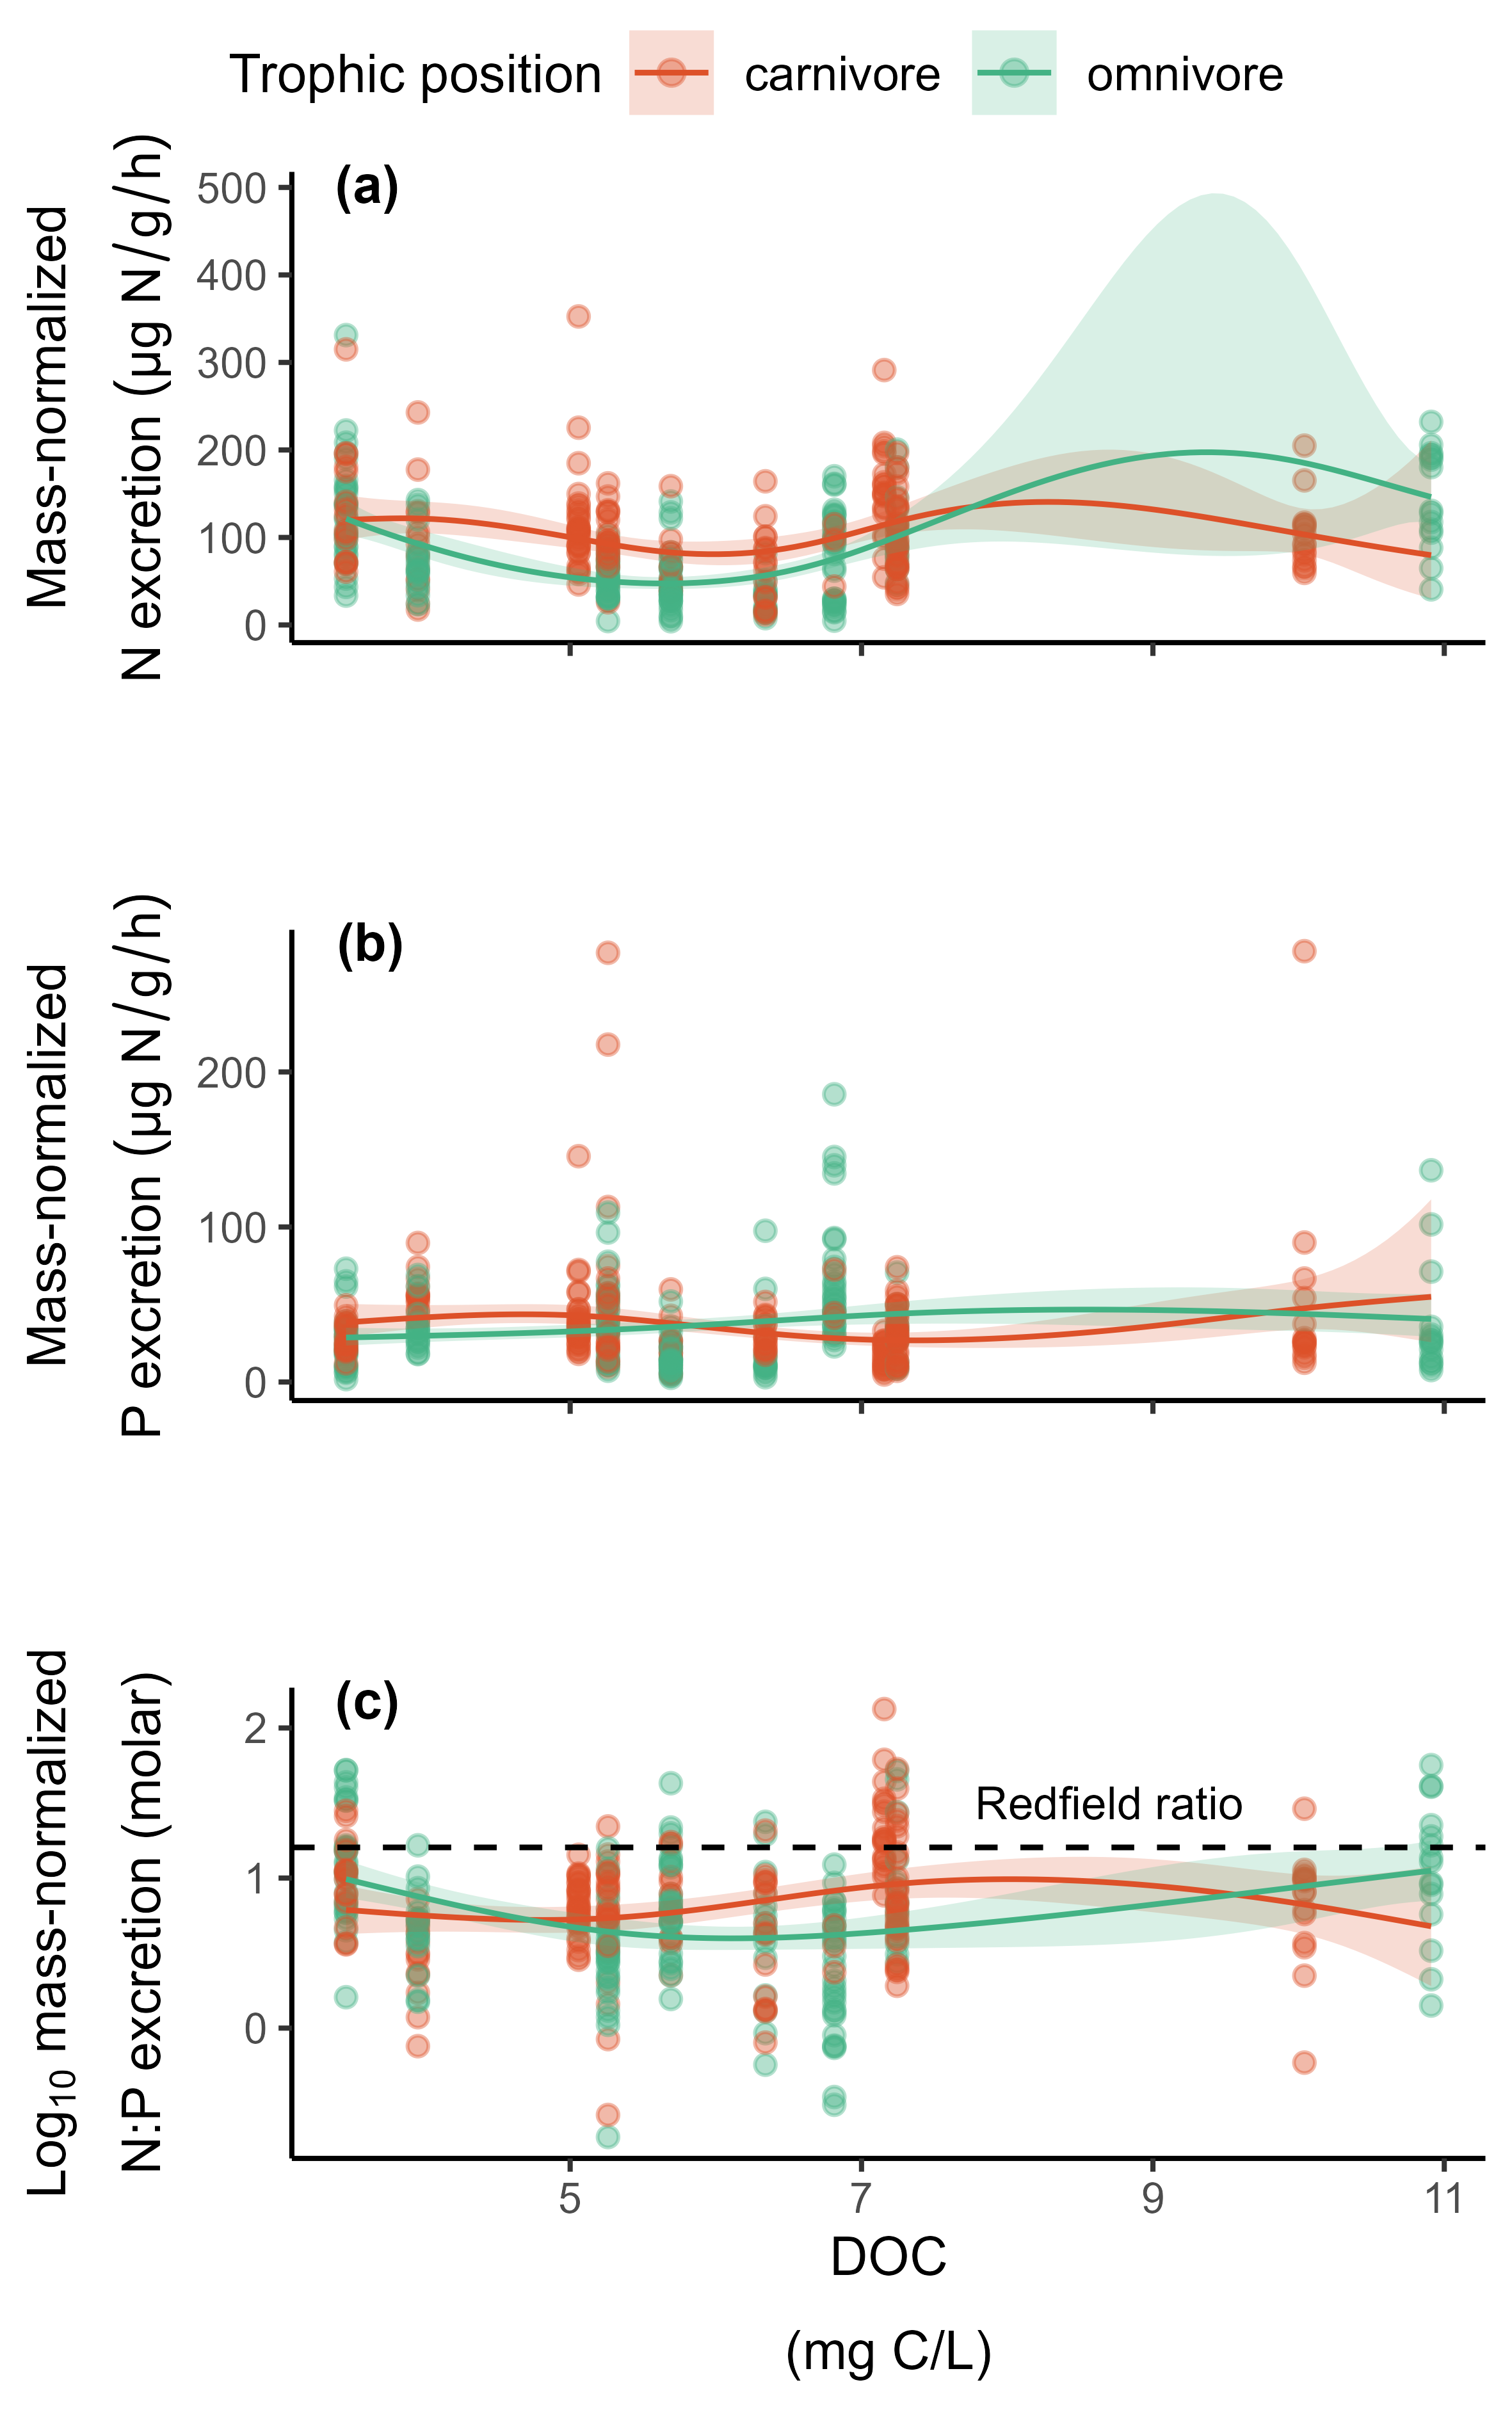 Trophic position carnivore omnivore
(a)
Mass-normalized
N excretion (µg N/g/h)
500
400
300
200
100
0
(b)
Mass-normalized
P excretion (µg N/g/h)
200
100
0
(c)
Log10 mass-normalized
N:P excretion (molar)
2
1
0
Redfield ratio
5 7 9 11
DOC
(mg C/L)